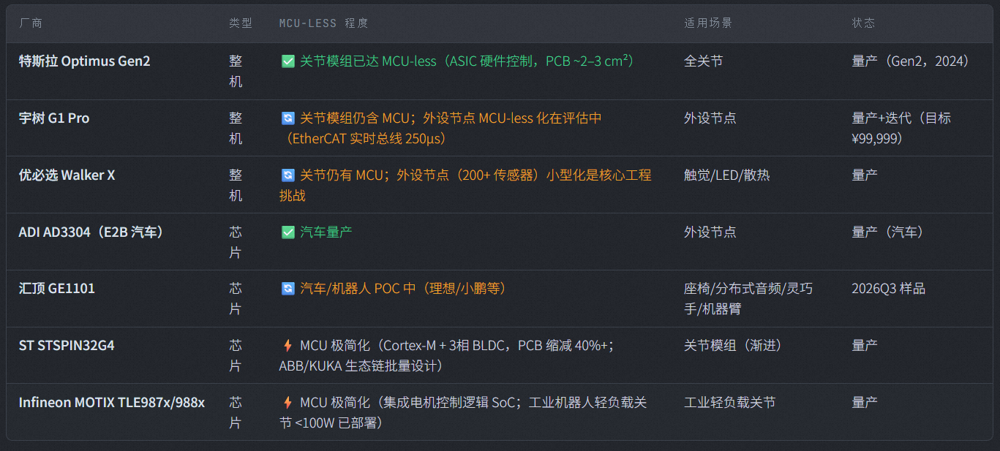 厂商 类型 MCU-LESS 程度 适用场景 状态
特斯拉 Optimus Gen2 整机 ✅ 关节模组已达 MCU-less（ASIC 硬件控制，PCB ~2–3 cm²） 全关节 量产（Gen2，2024）
宇树 G1 Pro 整机 🔄 关节模组仍含 MCU；外设节点 MCU-less 化在评估中
（EtherCAT 实时总线 250μs） 外设节点 量产+迭代（目标
¥99,999）
优必选 Walker X 整机 🔄 关节仍有 MCU；外设节点（200+ 传感器）小型化是核心工程
挑战 触觉/LED/散热 量产
ADI AD3304（E2B 汽车） 芯片 ✅ 汽车量产 外设节点 量产（汽车）
汇顶 GE1101 芯片 🔄 汽车/机器人 POC 中（理想/小鹏等） 座椅/分布式音频/灵巧
手/机器臂 2026Q3 样品
ST STSPIN32G4 芯片 ⚡ MCU 极简化（Cortex-M + 3相 BLDC，PCB 缩减 40%+；
ABB/KUKA 生态链批量设计） 关节模组（渐进） 量产
Infineon MOTIX TLE987x/988x 芯片 ⚡ MCU 极简化（集成电机控制逻辑 SoC；工业机器人轻负载关
节 <100W 已部署） 工业轻负载关节 量产